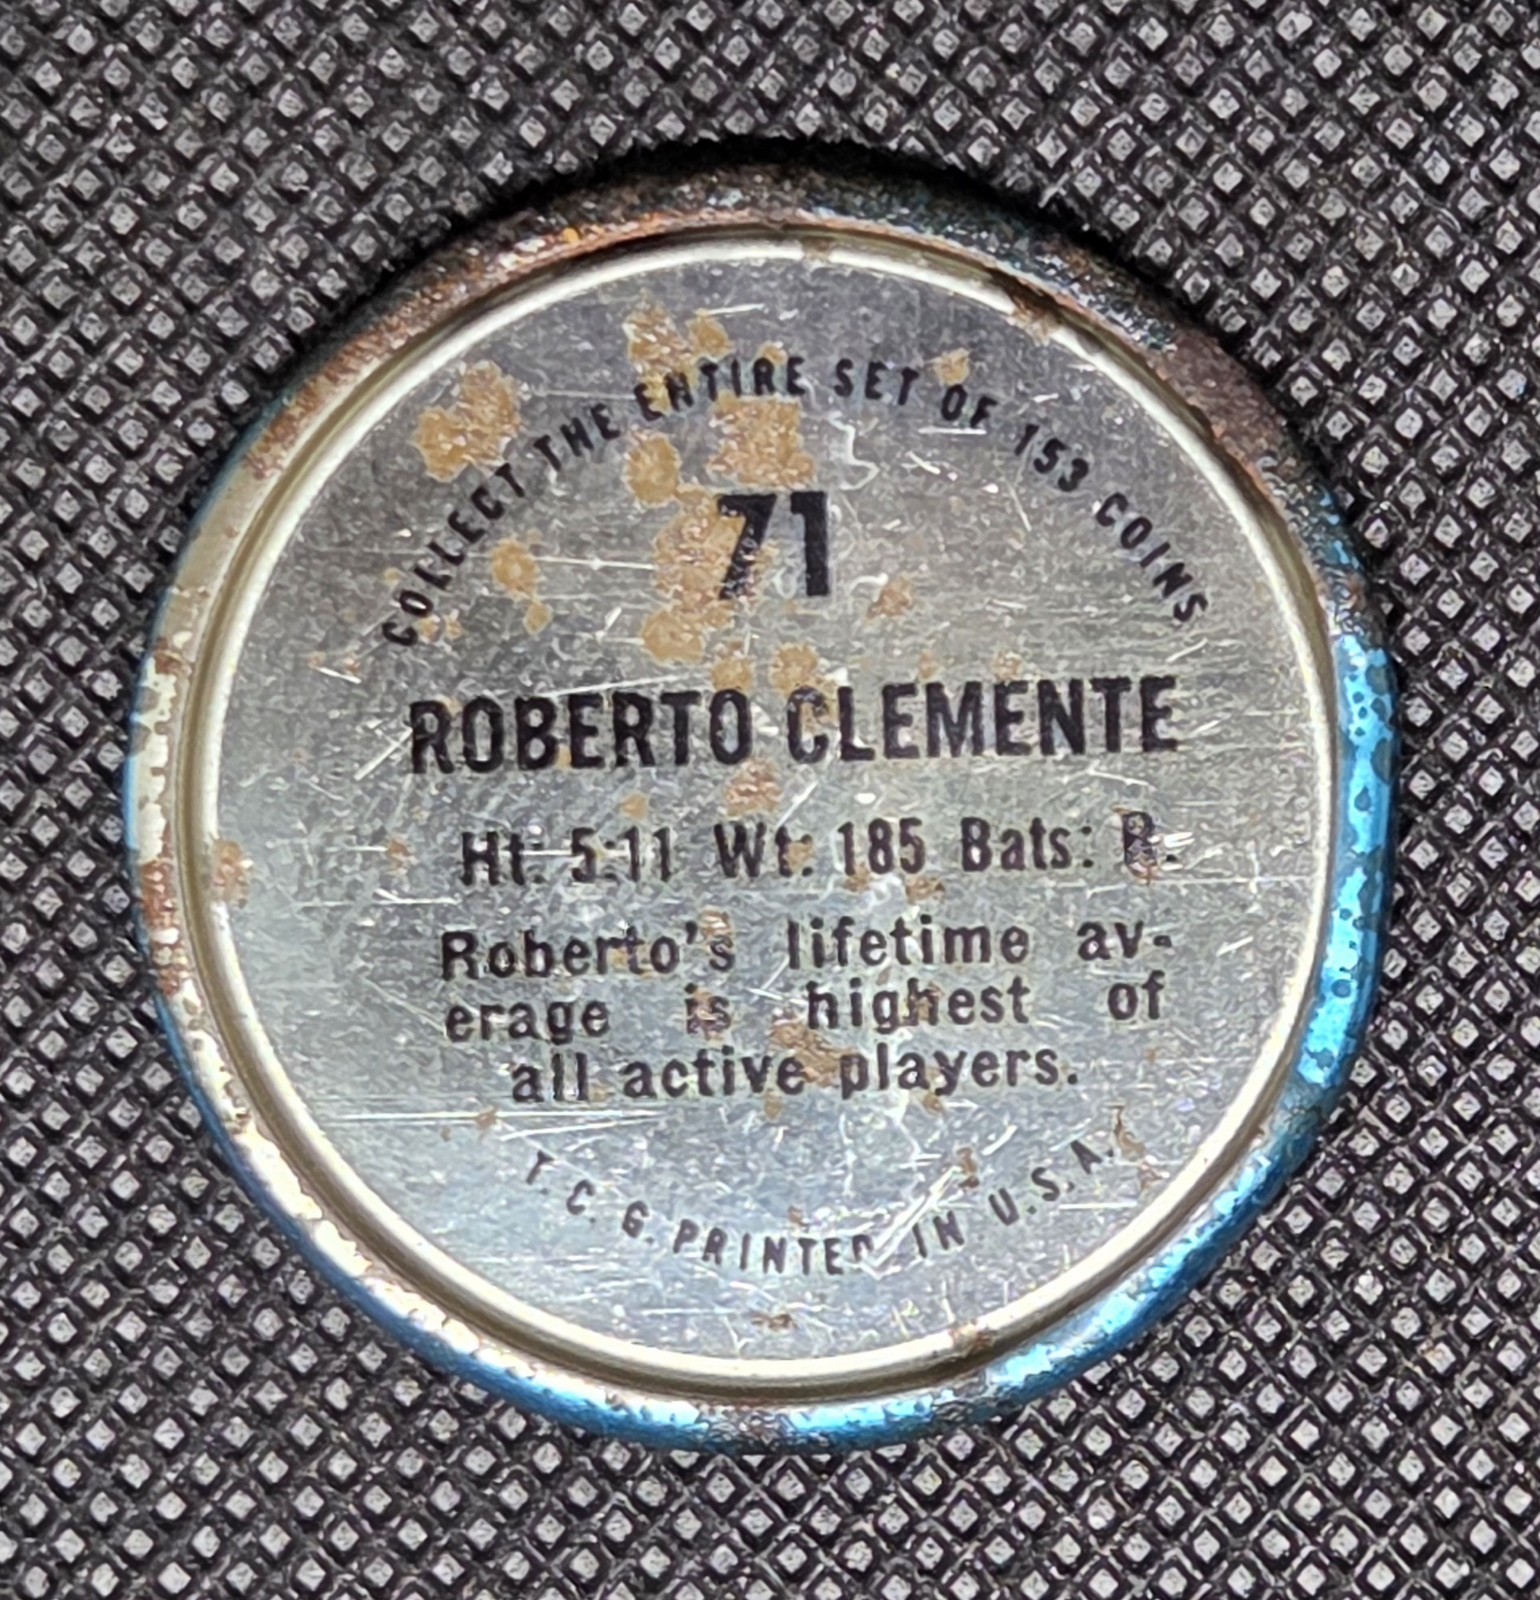 COLLECT THE ENTIRE SET OF 153 COINS
71
ROBERTO CLEMENTE
Ht: 5:11 Wt: 185 Bats: R.
Roberto's lifetime av-
erage is highest of
all active players.
T. C. G. PRINTED IN U.S.A.